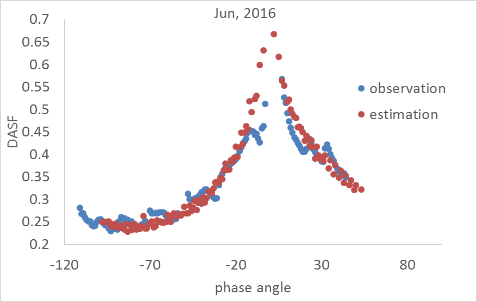 Jun, 2016
0.7
0.65
0.6
0.55
0.5
0.45
0.4
0.35
0.3
0.25
0.2
DASF
observation
estimation
-120 -70 -20 30 80
phase angle